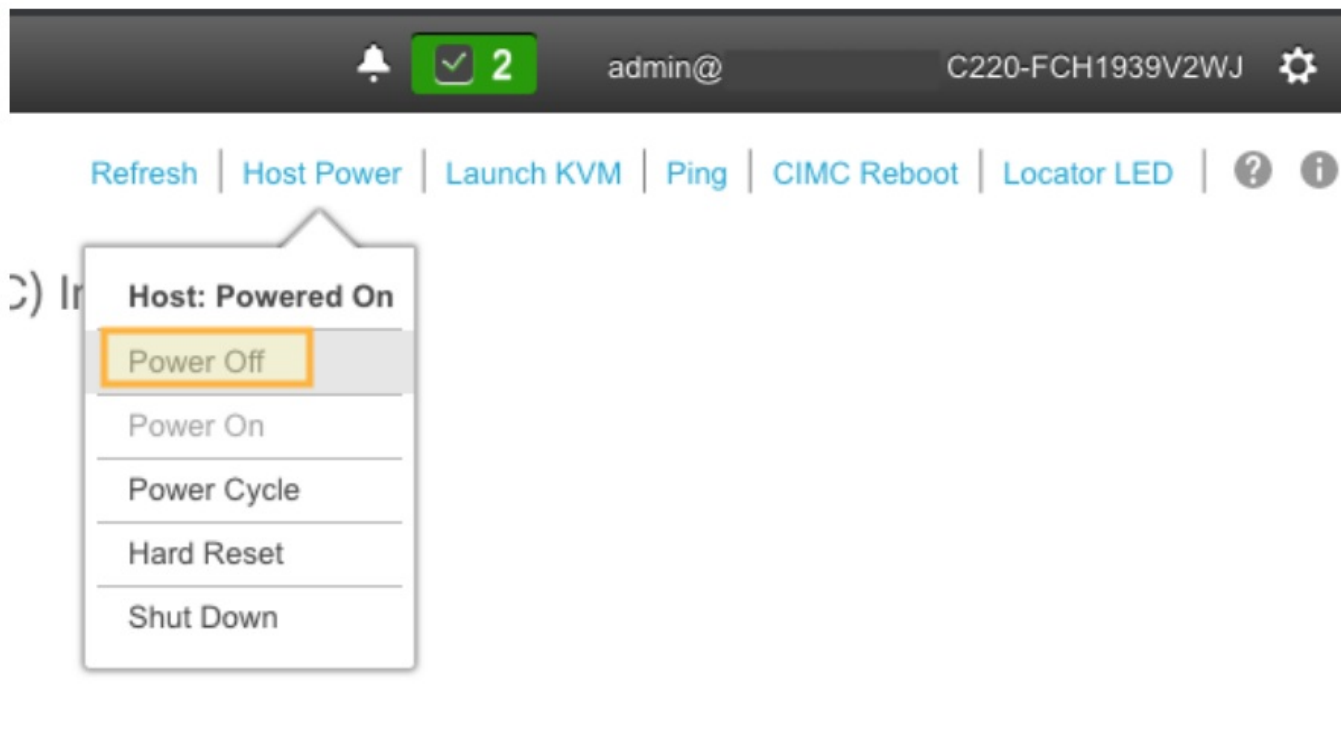 2 admin@ C220-FCH1939V2WJ
Refresh | Host Power | Launch KVM | Ping | CIMC Reboot | Locator LED | ? i
C) Ir
Host: Powered On
Power Off
Power On
Power Cycle
Hard Reset
Shut Down